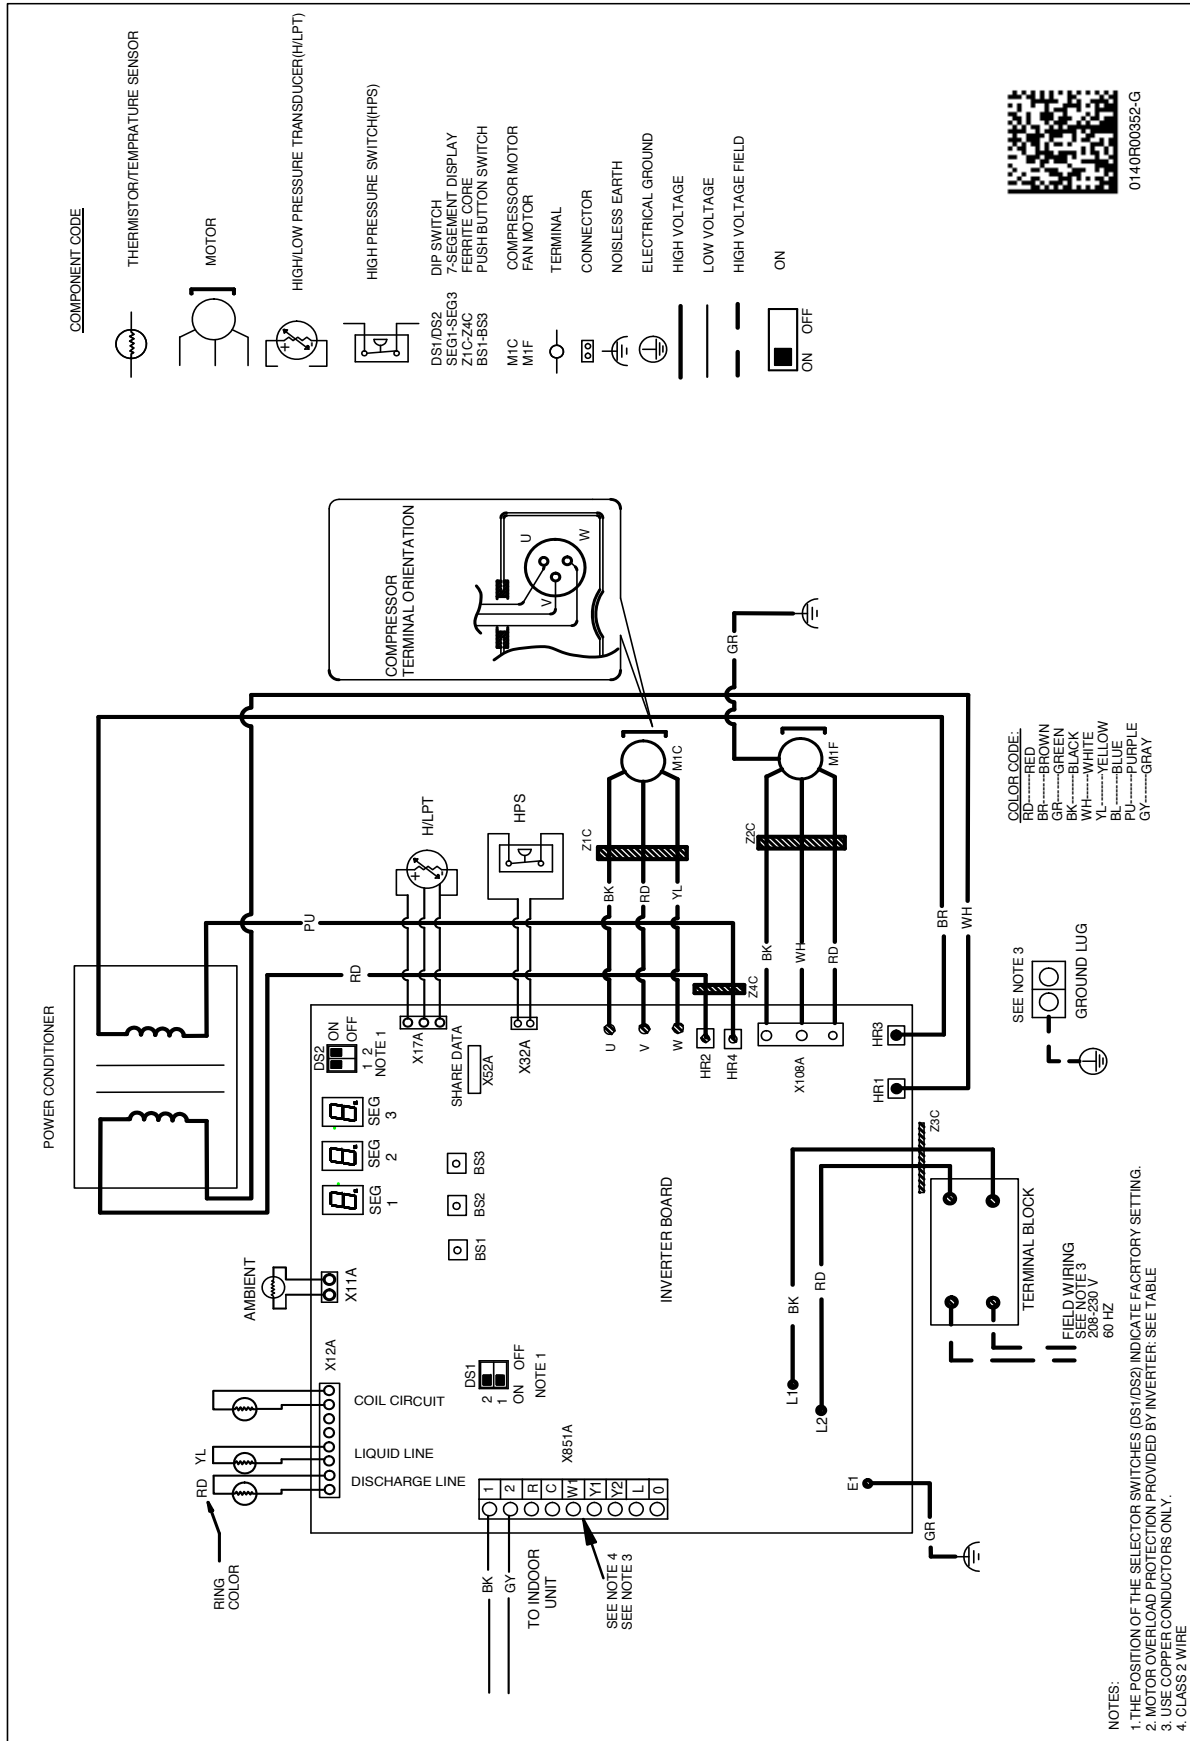 COMPONENT CODE
THERMISTOR/TEMPRATURE SENSOR
MOTOR
HIGH/LOW PRESSURE TRANSDUCER(H/LPT)
HIGH PRESSURE SWITCH(HPS)
DS1/DS2 DIP SWITCH
SEG1-SEG3 7-SEGEMENT DISPLAY
Z1C-Z4C FERRITE CORE
BS1-BS3 PUSH BUTTON SWITCH
M1C COMPRESSOR MOTOR
M1F FAN MOTOR
TERMINAL
CONNECTOR
NOISLESS EARTH
ELECTRICAL GROUND
HIGH VOLTAGE
LOW VOLTAGE
HIGH VOLTAGE FIELD
ON OFF
ON
0140R00352-G
COMPRESSOR
TERMINAL ORIENTATION
U
V
W
POWER CONDITIONER
PU
RD
H/LPT
HPS
Z1C
BK
RD
YL
M1C
Z2C
BK
WH
RD
M1F
GR
Z4C
BR
WH
AMBIENT
X11A
X12A
COIL CIRCUIT
LIQUID LINE
DISCHARGE LINE
YL
RD
RING
COLOR
SEG
1
SEG
2
SEG
3
DS2
ON
OFF
1 2
NOTE 1
X17A
SHARE DATA
X52A
X32A
U
V
W
HR2
HR4
X108A
HR3
HR1
BS1
BS2
BS3
INVERTER BOARD
DS1
2
1
ON OFF
NOTE 1
X851A
1
2
R
C
W1
Y1
Y2
L
0
BK
GY
TO INDOOR
UNIT
SEE NOTE 4
SEE NOTE 3
L1
L2
BK
RD
Z3C
E1
GR
TERMINAL BLOCK
FIELD WIRING
SEE NOTE 3
208-230 V
60 HZ
SEE NOTE 3
GROUND LUG
COLOR CODE:
RD--------RED
BR--------BROWN
GR--------GREEN
BK--------BLACK
WH-------WHITE
YL--------YELLOW
BL--------BLUE
PU--------PURPLE
GY--------GRAY
NOTES:
1. THE POSITION OF THE SELECTOR SWITCHES (DS1/DS2) INDICATE FACRTORY SETTING.
2. MOTOR OVERLOAD PROTECTION PROVIDED BY INVERTER: SEE TABLE
3. USE COPPER CONDUCTORS ONLY.
4. CLASS 2 WIRE